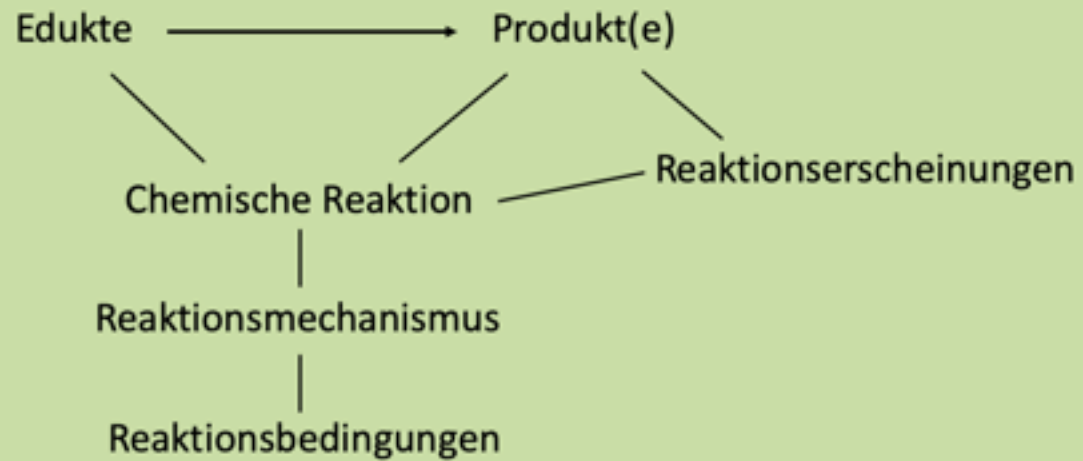 Edukte
Produkt(e)
Reaktionserscheinungen
Chemische Reaktion
Reaktionsmechanismus
Reaktionsbedingungen